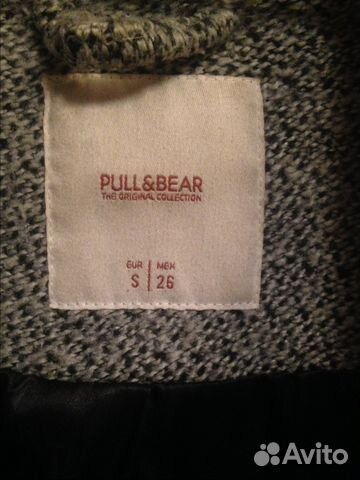 PULL&BEAR
THE ORIGINAL COLLECTION
EUR | MEX
S | 26
Avito